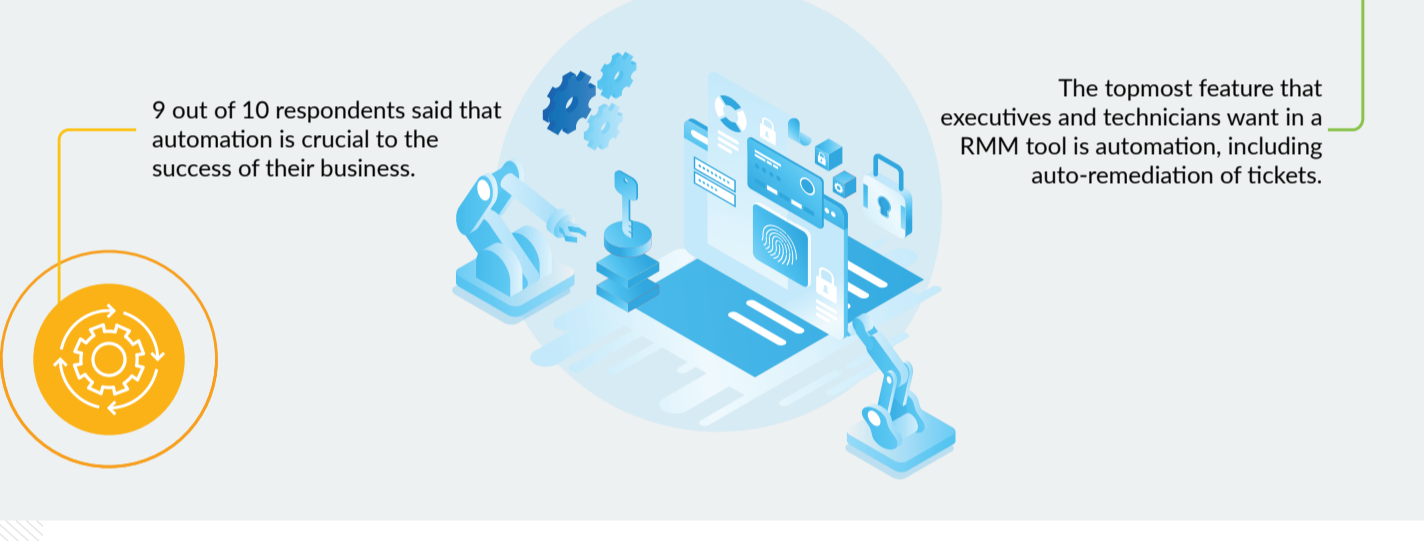 9 out of 10 respondents said that
automation is crucial to the
success of their business.
The topmost feature that
executives and technicians want in a
RMM tool is automation, including
auto-remediation of tickets.